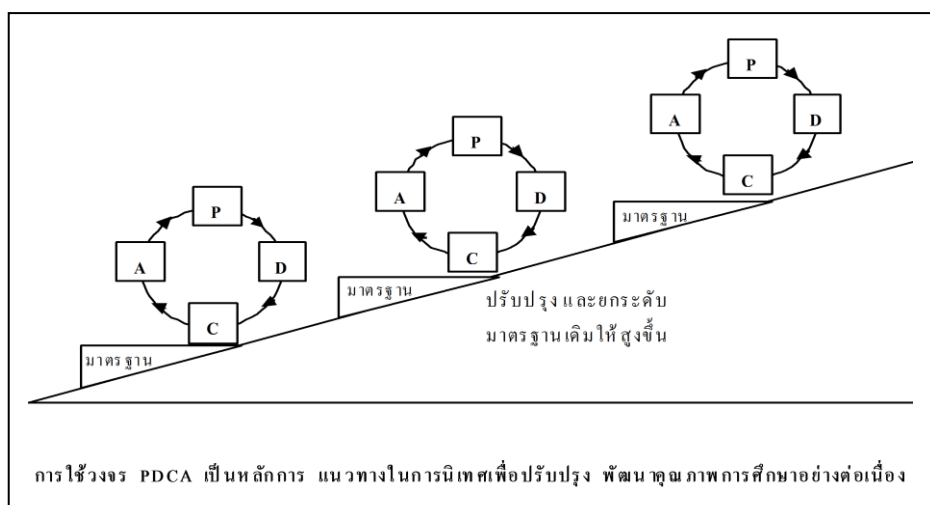 P
A
D
C
มาตรฐาน
P
A
D
C
มาตรฐาน
P
A
D
C
มาตรฐาน
ปรับปรุง และยกระดับ
มาตรฐานเดิมให้สูงขึ้น
การใช้วงจร PDCA เป็นหลักการ แนวทางในการนิเทศเพื่อปรับปรุง พัฒนาคุณภาพการศึกษาอย่างต่อเนื่อง